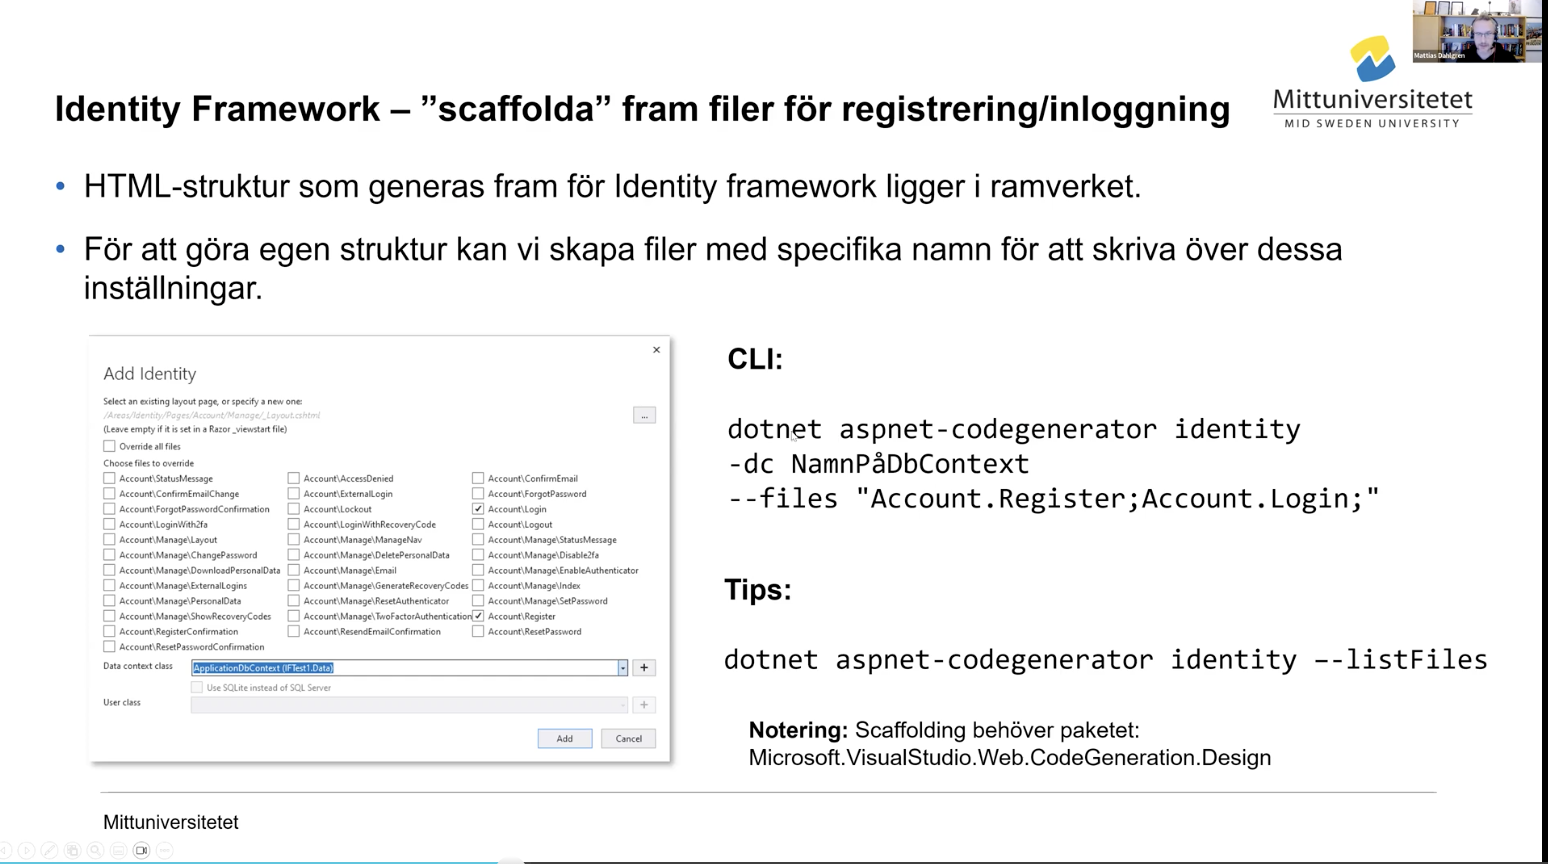 Mattias Dahlgren
Mittuniversitetet
MID SWEDEN UNIVERSITY
Identity Framework – ”scaffolda” fram filer för registrering/inloggning
• HTML-struktur som generas fram för Identity framework ligger i ramverket.
• För att göra egen struktur kan vi skapa filer med specifika namn för att skriva över dessa
inställningar.
Add Identity
Select an existing layout page, or specify a new one:
/Areas/Identity/Pages/Account/Manage/_Layout.cshtml
...
(Leave empty if it is set in a Razor _viewstart file)
Override all files
Choose files to override
Account\StatusMessage Account\AccessDenied Account\ConfirmEmail
Account\ConfirmEmailChange Account\ExternalLogin Account\ForgotPassword
Account\ForgotPasswordConfirmation Account\Lockout Account\Login
Account\LoginWith2fa Account\LoginWithRecoveryCode Account\Logout
Account\Manage\Layout Account\Manage\ManageNav Account\Manage\StatusMessage
Account\Manage\ChangePassword Account\Manage\DeletePersonalData Account\Manage\Disable2fa
Account\Manage\DownloadPersonalData Account\Manage\Email Account\Manage\EnableAuthenticator
Account\Manage\ExternalLogins Account\Manage\GenerateRecoveryCodes Account\Manage\Index
Account\Manage\PersonalData Account\Manage\ResetAuthenticator Account\Manage\SetPassword
Account\Manage\ShowRecoveryCodes Account\Manage\TwoFactorAuthentication Account\Register
Account\RegisterConfirmation Account\ResendEmailConfirmation Account\ResetPassword
Account\ResetPasswordConfirmation
Data context class ApplicationDbContext (IFTest1.Data)
Use SQLite instead of SQL Server
User class
Add Cancel
CLI:
dotnet aspnet-codegenerator identity
-dc NamnPåDbContext
--files "Account.Register;Account.Login;"
Tips:
dotnet aspnet-codegenerator identity –-listFiles
Notering: Scaffolding behöver paketet:
Microsoft.VisualStudio.Web.CodeGeneration.Design
Mittuniversitetet